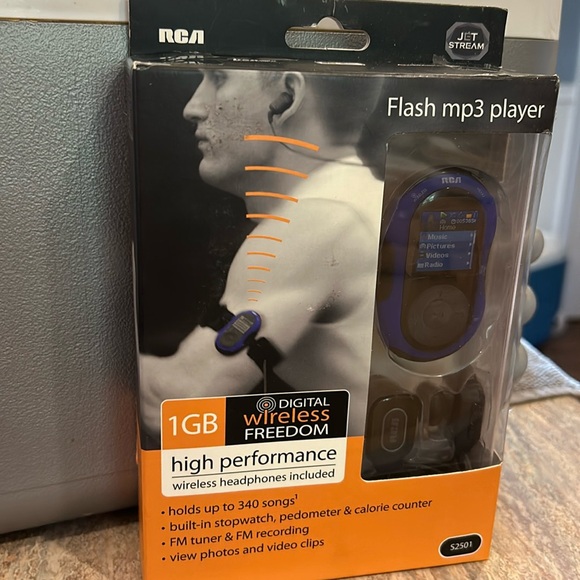 RCA
JET
STREAM
Flash mp3 player
RCA
Home
Music
Pictures
Videos
Radio
1GB
DIGITAL
wireless
FREEDOM
high performance
wireless headphones included
• holds up to 340 songs¹
• built-in stopwatch, pedometer & calorie counter
• FM tuner & FM recording
• view photos and video clips
S2501